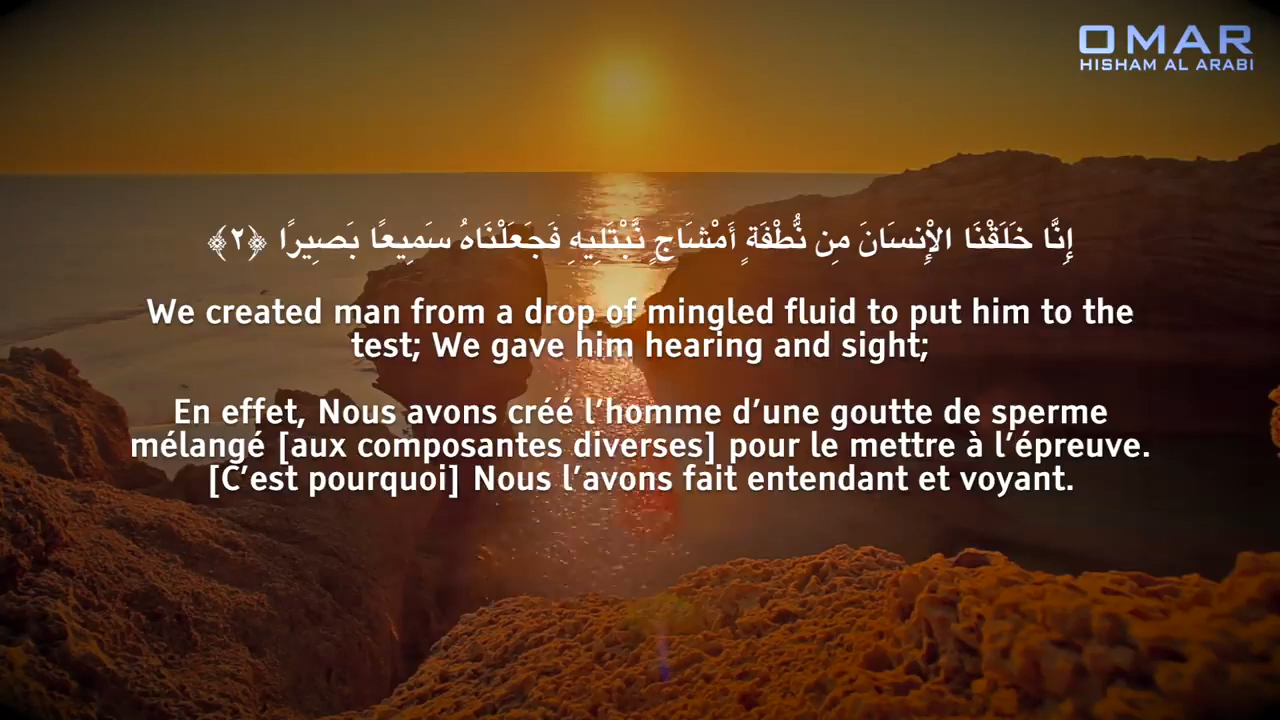 OMAR
HISHAM AL ARABI
إِنَّا خَلَقْنَا الْإِنسَانَ مِن نُّطْفَةٍ أَمْشَاجٍ نَّبْتَلِيهِ فَجَعَلْنَاهُ سَمِيعًا بَصِيرًا ﴿٢﴾
We created man from a drop of mingled fluid to put him to the
test; We gave him hearing and sight;
En effet, Nous avons créé l’homme d’une goutte de sperme
mélangé [aux composantes diverses] pour le mettre à l’épreuve.
[C’est pourquoi] Nous l’avons fait entendant et voyant.